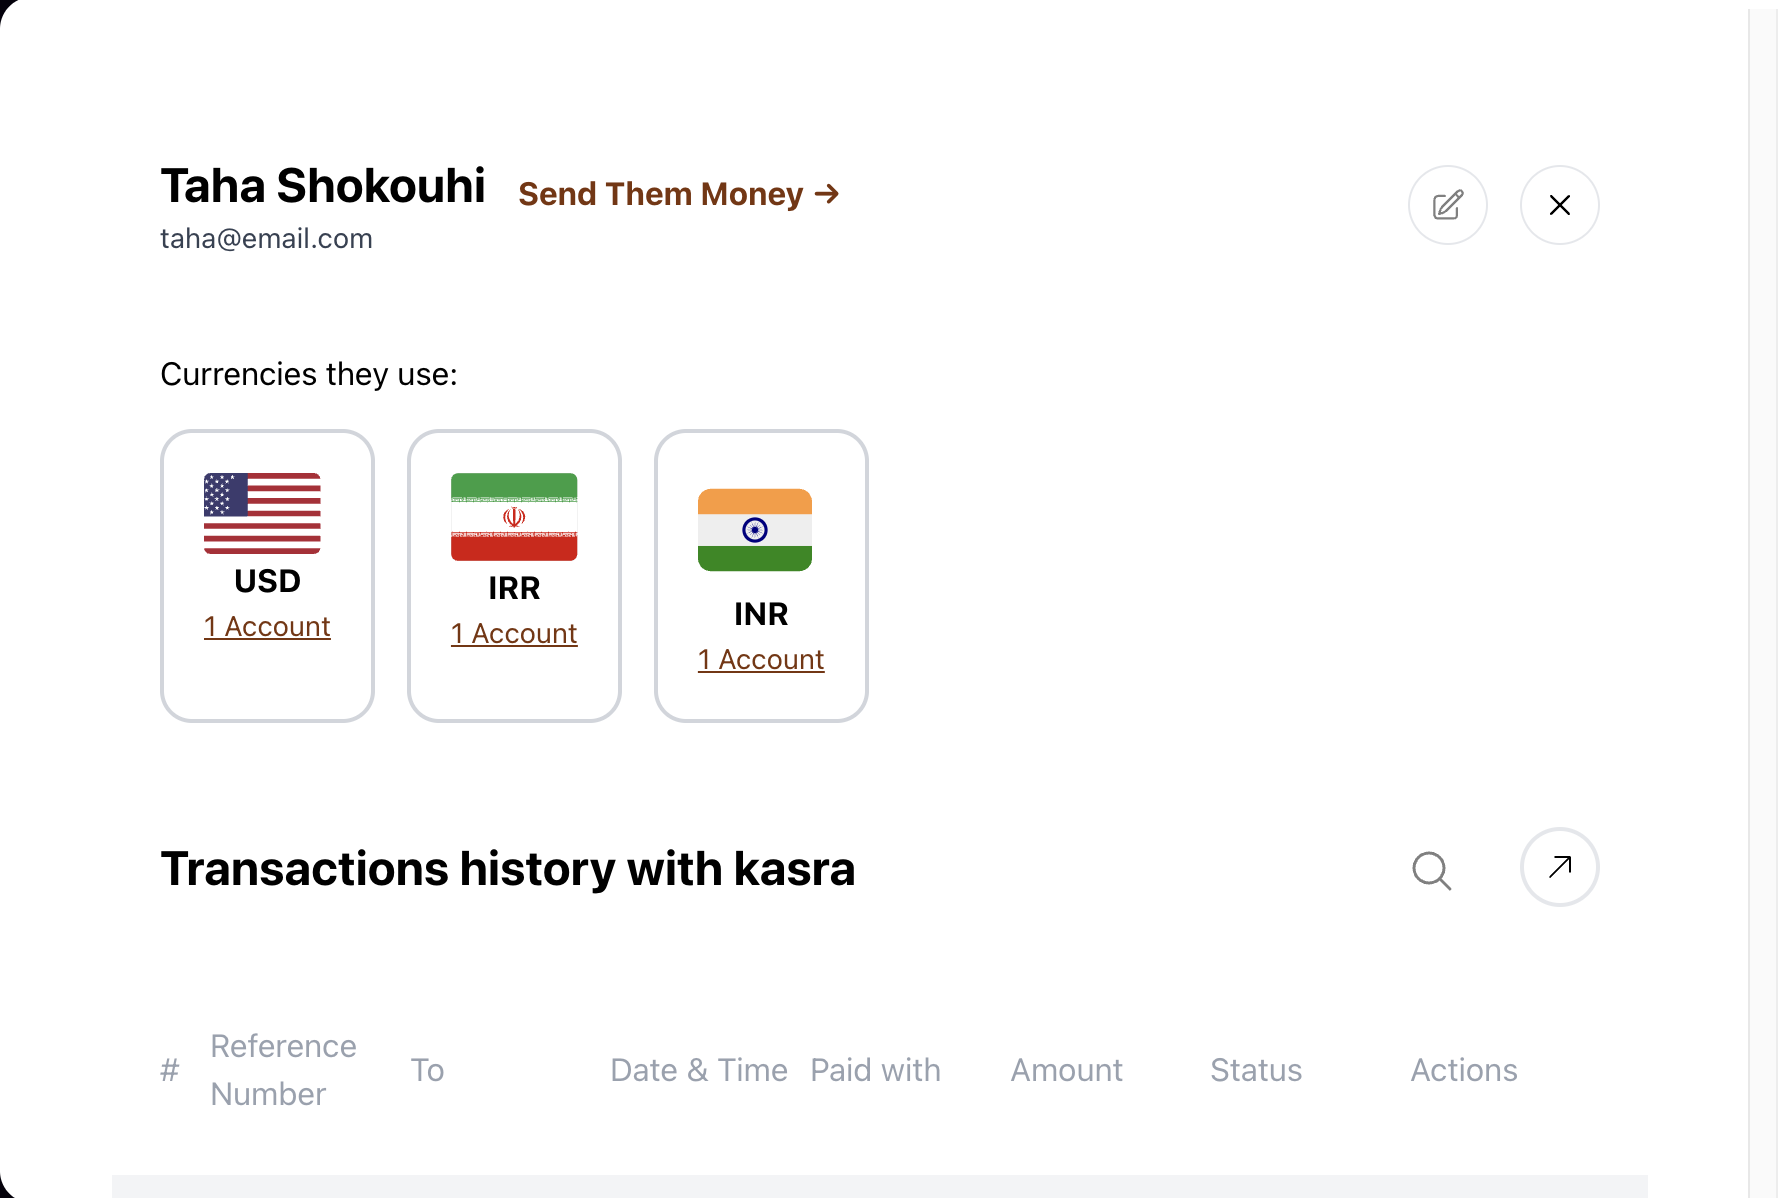 Taha Shokouhi
Send Them Money →
taha@email.com
Currencies they use:
USD
1 Account
IRR
1 Account
INR
1 Account
Transactions history with kasra
#
Reference
Number
To
Date & Time
Paid with
Amount
Status
Actions